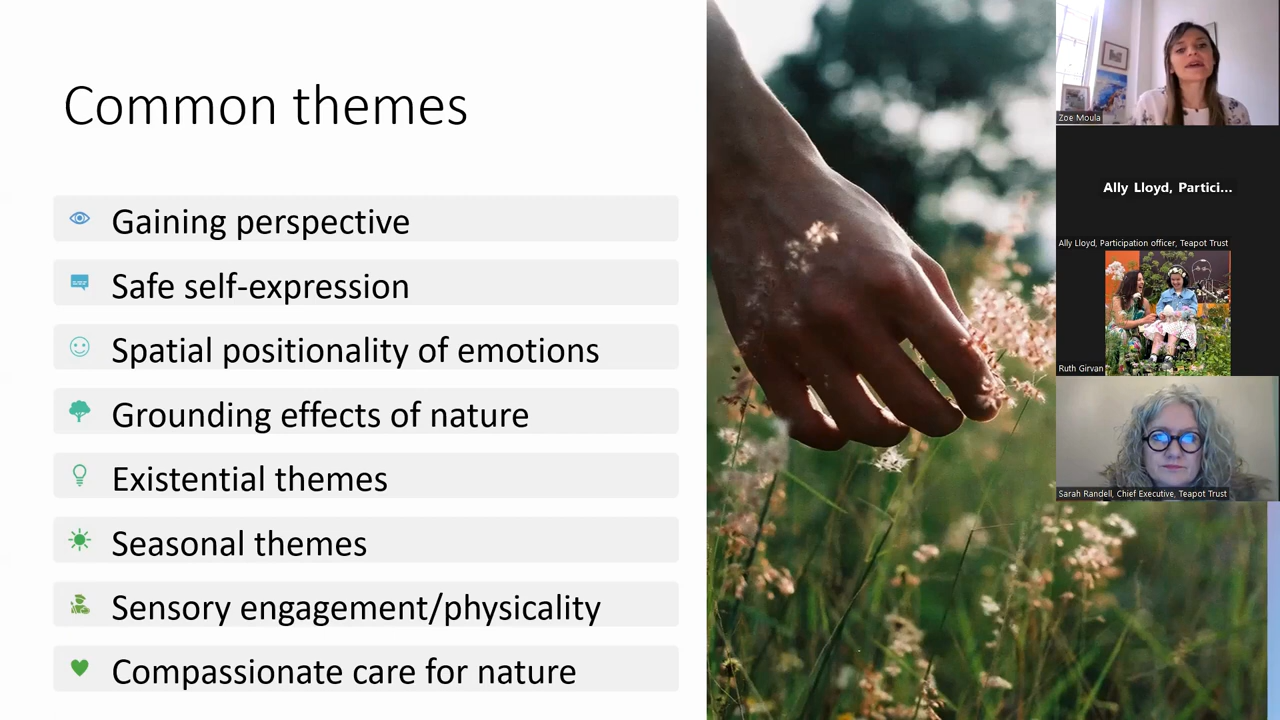 Common themes
Gaining perspective
Safe self-expression
Spatial positionality of emotions
Grounding effects of nature
Existential themes
Seasonal themes
Sensory engagement/physicality
Compassionate care for nature
Zoe Moula
Ally Lloyd, Partici...
Ally Lloyd, Participation officer, Teapot Trust
Ruth Girvan
Sarah Randell, Chief Executive, Teapot Trust